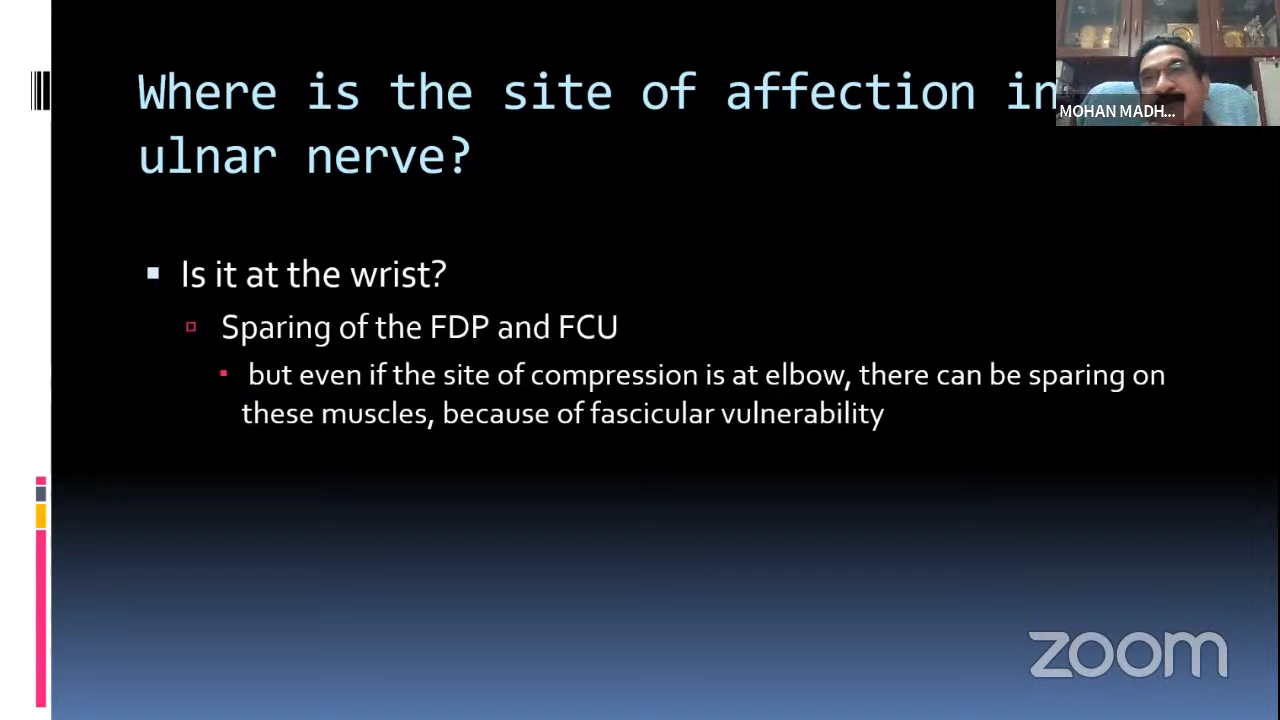 Where is the site of affection in
ulnar nerve?
MOHAN MADH...
Is it at the wrist?
Sparing of the FDP and FCU
but even if the site of compression is at elbow, there can be sparing on
these muscles, because of fascicular vulnerability
zoom